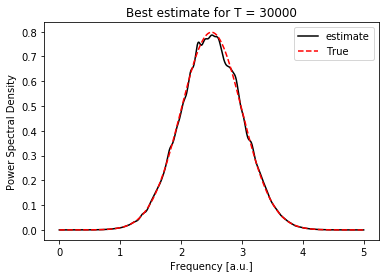 Best estimate for T = 30000
estimate
True
Power Spectral Density
0.8
0.7
0.6
0.5
0.4
0.3
0.2
0.1
0.0
0 1 2 3 4 5
Frequency [a.u.]